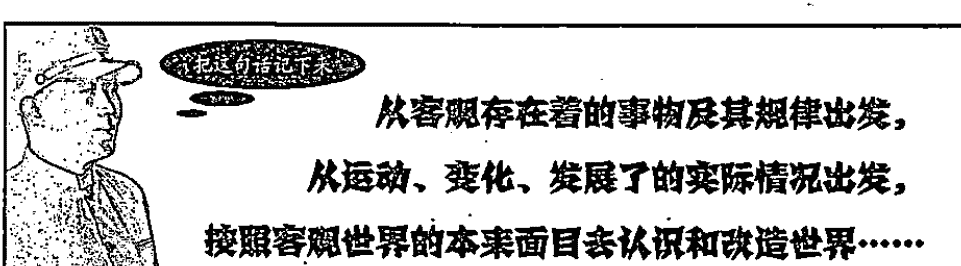 把这句话记下来
从客观存在着的事物及其规律出发，
从运动、变化、发展了的实际情况出发，
按照客观世界的本来面目去认识和改造世界……